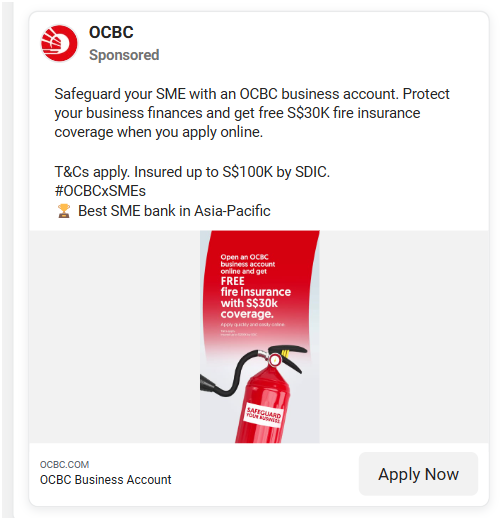 OCBC
Sponsored
Safeguard your SME with an OCBC business account. Protect
your business finances and get free S$30K fire insurance
coverage when you apply online.
T&Cs apply. Insured up to S$100K by SDIC.
#OCBCxSMEs
🏆 Best SME bank in Asia-Pacific
Open an OCBC
business account
online and get
FREE
fire insurance
with S$30k
coverage.
Apply quickly and easily online.
SAFEGUARD
YOUR BUSINESS
OCBC.COM
OCBC Business Account
Apply Now